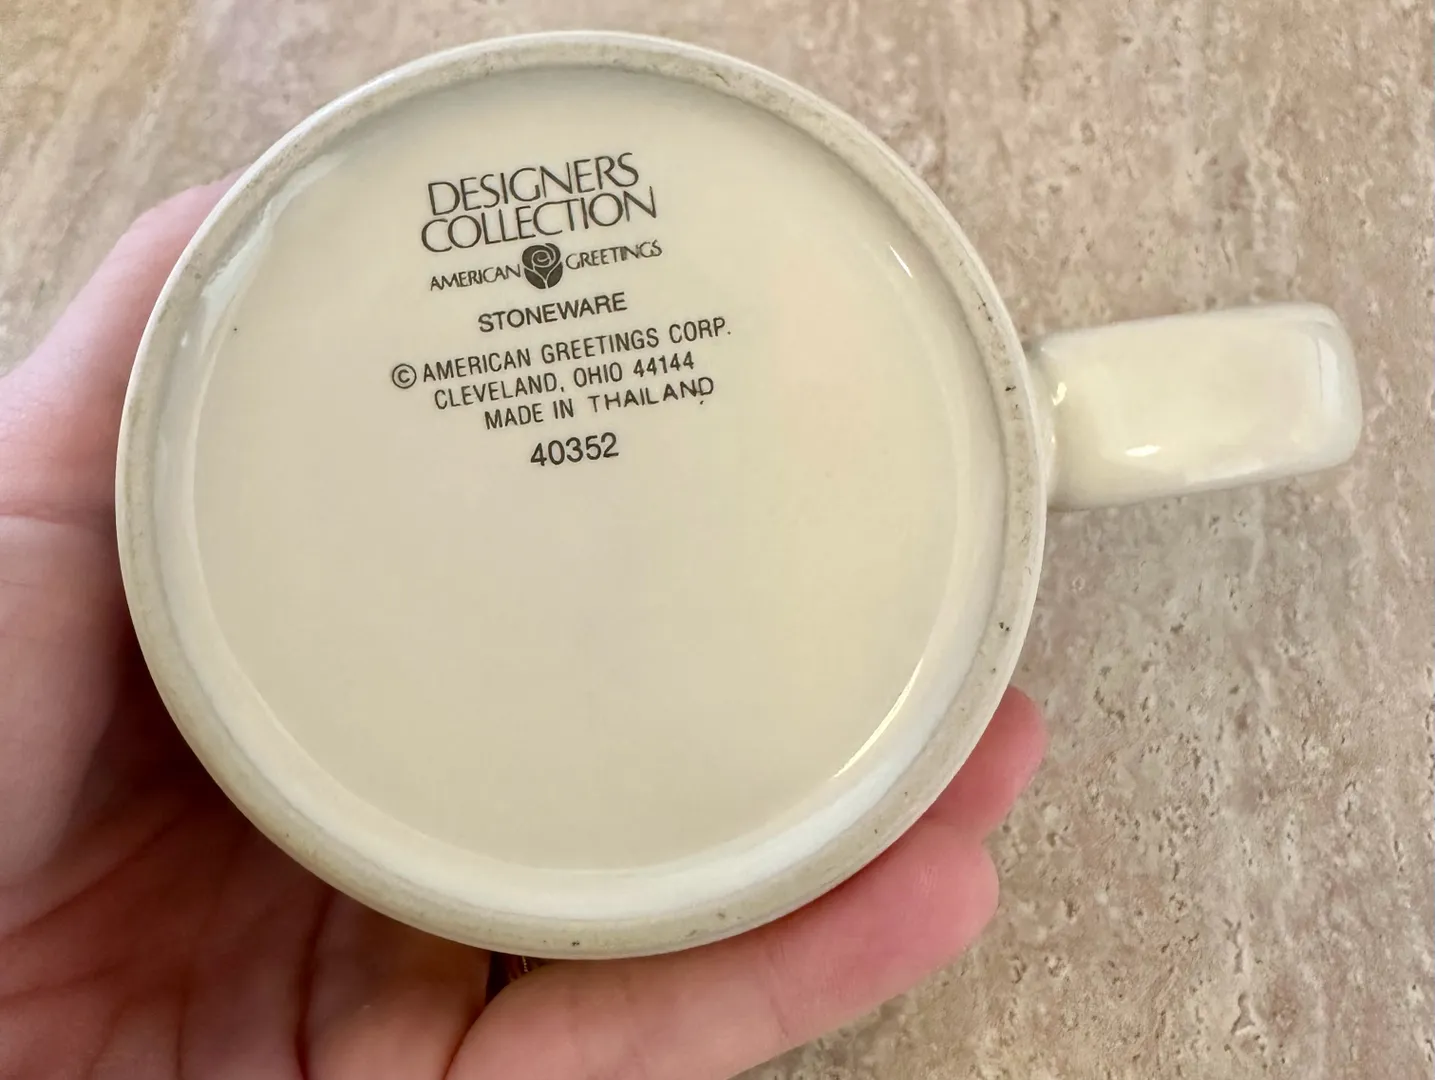 DESIGNERS
COLLECTION
AMERICAN GREETINGS
STONEWARE
© AMERICAN GREETINGS CORP.
CLEVELAND, OHIO 44144
MADE IN THAILAND
40352